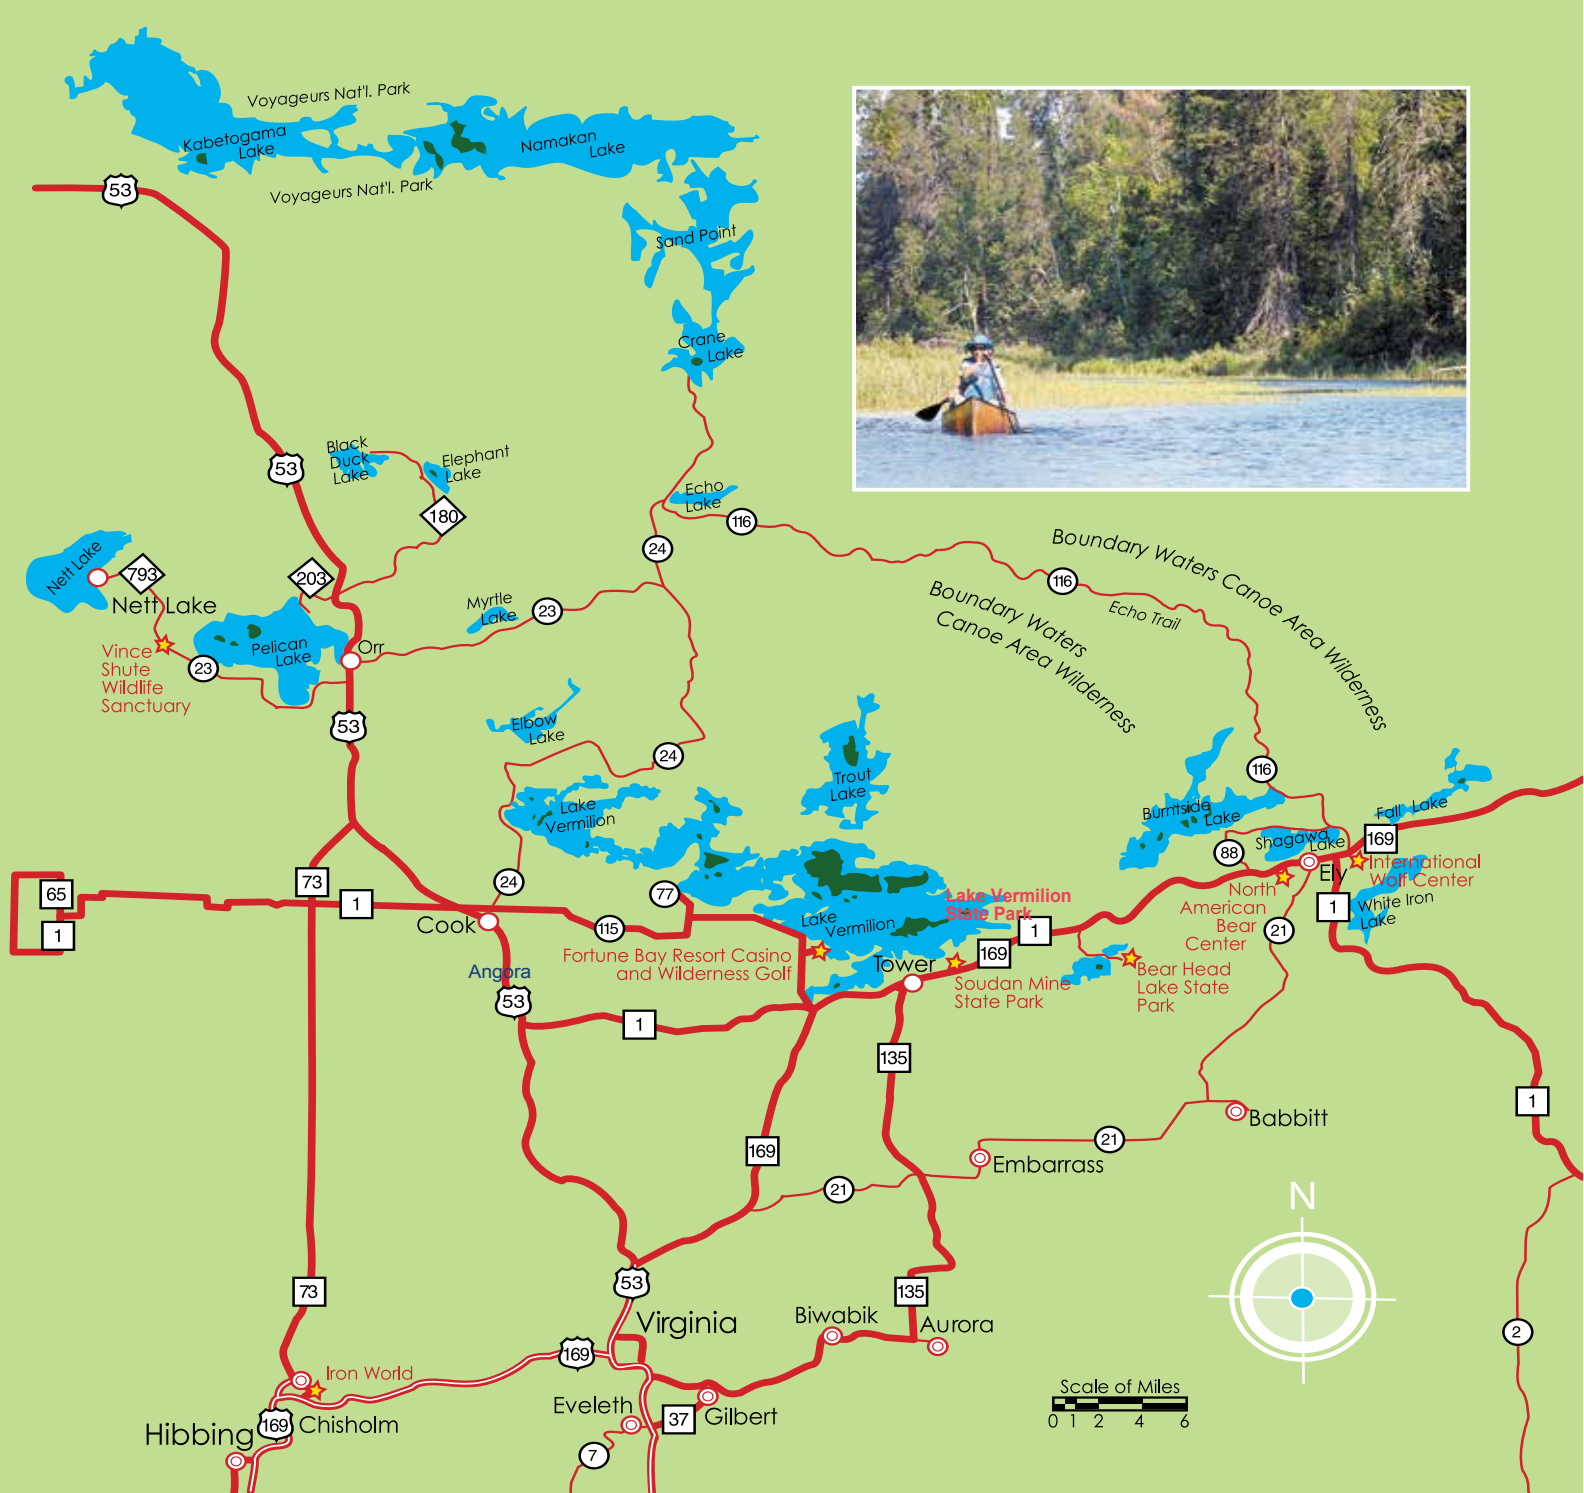 Voyageurs Nat'l. Park
Kabetogama
Lake
Namakan
Lake
Voyageurs Nat'l. Park
53
Sand Point
Crane
Lake
53
Black
Duck
Lake
Elephant
Lake
180
Echo
Lake
116
24
Boundary Waters Canoe Area Wilderness
Boundary Waters
Canoe Area Wilderness
116
Echo Trail
Nett Lake
793
Nett Lake
203
Myrtle
Lake
23
Pelican
Lake
Orr
Vince
Shute
Wildlife
Sanctuary
23
53
Elbow
Lake
24
Trout
Lake
116
Lake
Vermilion
Burntside
Lake
Fall Lake
Shagawa
Lake
169
88
International
Wolf Center
Ely
North
American
Bear
Center
White Iron
Lake
1
21
73
65
1
1
24
77
Cook
115
Lake Vermilion
State Park
Lake
Vermilion
1
169
Fortune Bay Resort Casino
and Wilderness Golf
Tower
Soudan Mine
State Park
Bear Head
Lake State
Park
Angora
53
1
135
1
Babbitt
21
169
Embarrass
21
N
73
53
135
Virginia
Biwabik
Aurora
2
169
Iron World
Scale of Miles
0 1 2 4 6
Eveleth
37
Gilbert
Hibbing
169
Chisholm
7